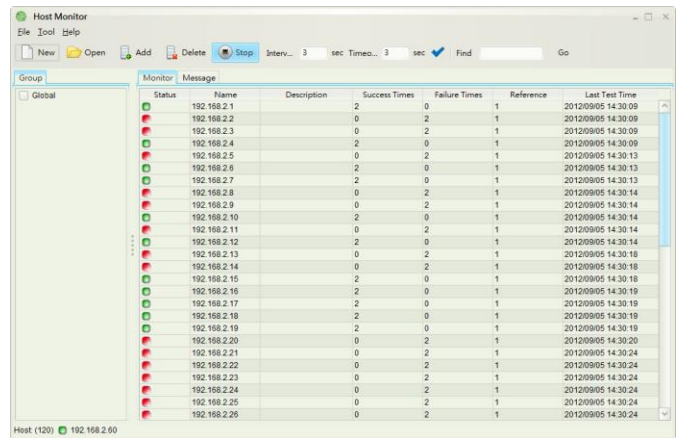 Host Monitor
File Tool Help
New Open Add Delete Stop Interv... 3 sec Timeo... 3 sec Find Go
Group Monitor Message
Global
Status Name Description Success Times Failure Times Reference Last Test Time
192.168.2.1 2 0 1 2012/09/05 14:30:09
192.168.2.2 0 2 1 2012/09/05 14:30:09
192.168.2.3 0 2 1 2012/09/05 14:30:09
192.168.2.4 2 0 1 2012/09/05 14:30:09
192.168.2.5 0 2 1 2012/09/05 14:30:13
192.168.2.6 2 0 1 2012/09/05 14:30:13
192.168.2.7 2 0 1 2012/09/05 14:30:13
192.168.2.8 0 2 1 2012/09/05 14:30:14
192.168.2.9 0 2 1 2012/09/05 14:30:14
192.168.2.10 2 0 1 2012/09/05 14:30:14
192.168.2.11 0 2 1 2012/09/05 14:30:14
192.168.2.12 2 0 1 2012/09/05 14:30:14
192.168.2.13 0 2 1 2012/09/05 14:30:18
192.168.2.14 0 2 1 2012/09/05 14:30:18
192.168.2.15 2 0 1 2012/09/05 14:30:18
192.168.2.16 2 0 1 2012/09/05 14:30:19
192.168.2.17 2 0 1 2012/09/05 14:30:19
192.168.2.18 2 0 1 2012/09/05 14:30:19
192.168.2.19 2 0 1 2012/09/05 14:30:19
192.168.2.20 0 2 1 2012/09/05 14:30:20
192.168.2.21 0 2 1 2012/09/05 14:30:24
192.168.2.22 0 2 1 2012/09/05 14:30:24
192.168.2.23 0 2 1 2012/09/05 14:30:24
192.168.2.24 0 2 1 2012/09/05 14:30:24
192.168.2.25 0 2 1 2012/09/05 14:30:24
192.168.2.26 0 2 1 2012/09/05 14:30:24
Host: (120) 192.168.2.60